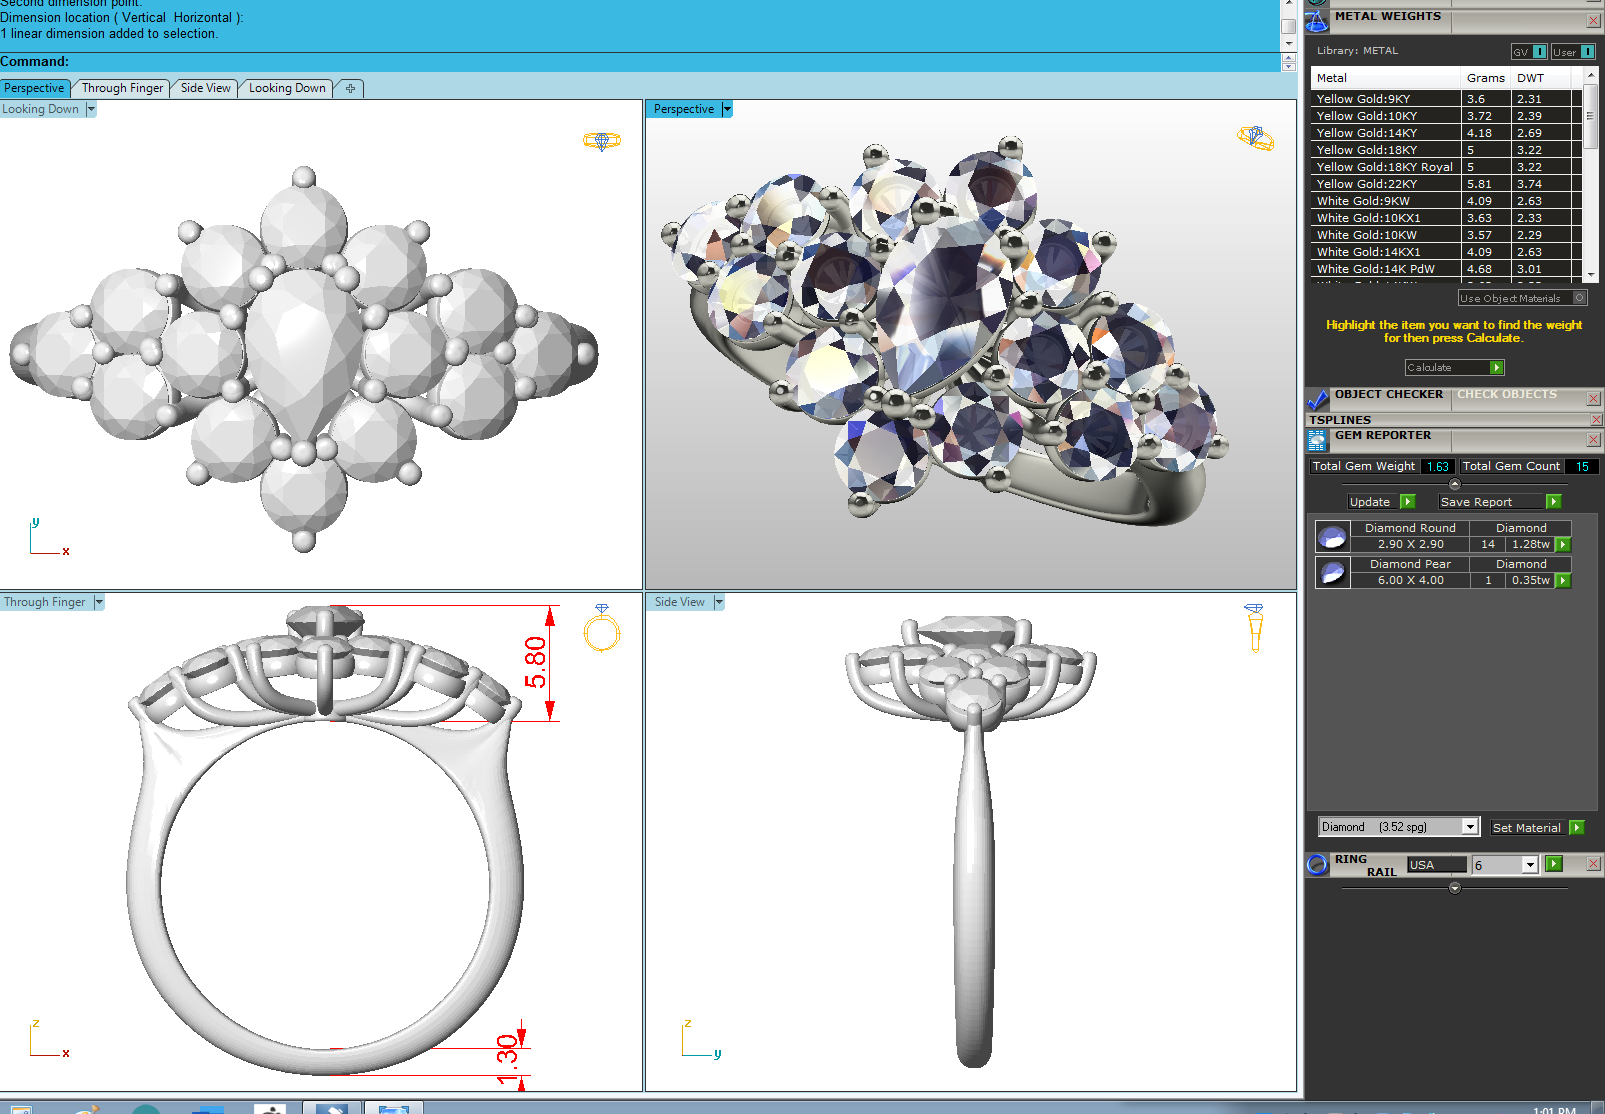 Second dimension point:
Dimension location ( Vertical  Horizontal ):
1 linear dimension added to selection.
Command:
Perspective
Through Finger
Side View
Looking Down
Looking Down
y
x
Perspective
Through Finger
5.80
1.30
z
x
Side View
z
y
METAL WEIGHTS
Library: METAL
GV
User
Metal Grams DWT
Yellow Gold:9KY 3.6 2.31
Yellow Gold:10KY 3.72 2.39
Yellow Gold:14KY 4.18 2.69
Yellow Gold:18KY 5 3.22
Yellow Gold:18KY Royal 5 3.22
Yellow Gold:22KY 5.81 3.74
White Gold:9KW 4.09 2.63
White Gold:10KX1 3.63 2.33
White Gold:10KW 3.57 2.29
White Gold:14KX1 4.09 2.63
White Gold:14K PdW 4.68 3.01
Use Object Materials
Highlight the item you want to find the weight
for then press Calculate.
Calculate
OBJECT CHECKER CHECK OBJECTS
TSPLINES
GEM REPORTER
Total Gem Weight 1.63 Total Gem Count 15
Update Save Report
Diamond Round Diamond
2.90 X 2.90 14 1.28tw
Diamond Pear Diamond
6.00 X 4.00 1 0.35tw
Diamond (3.52 spg) Set Material
RING
RAIL
USA
6
1:01 PM